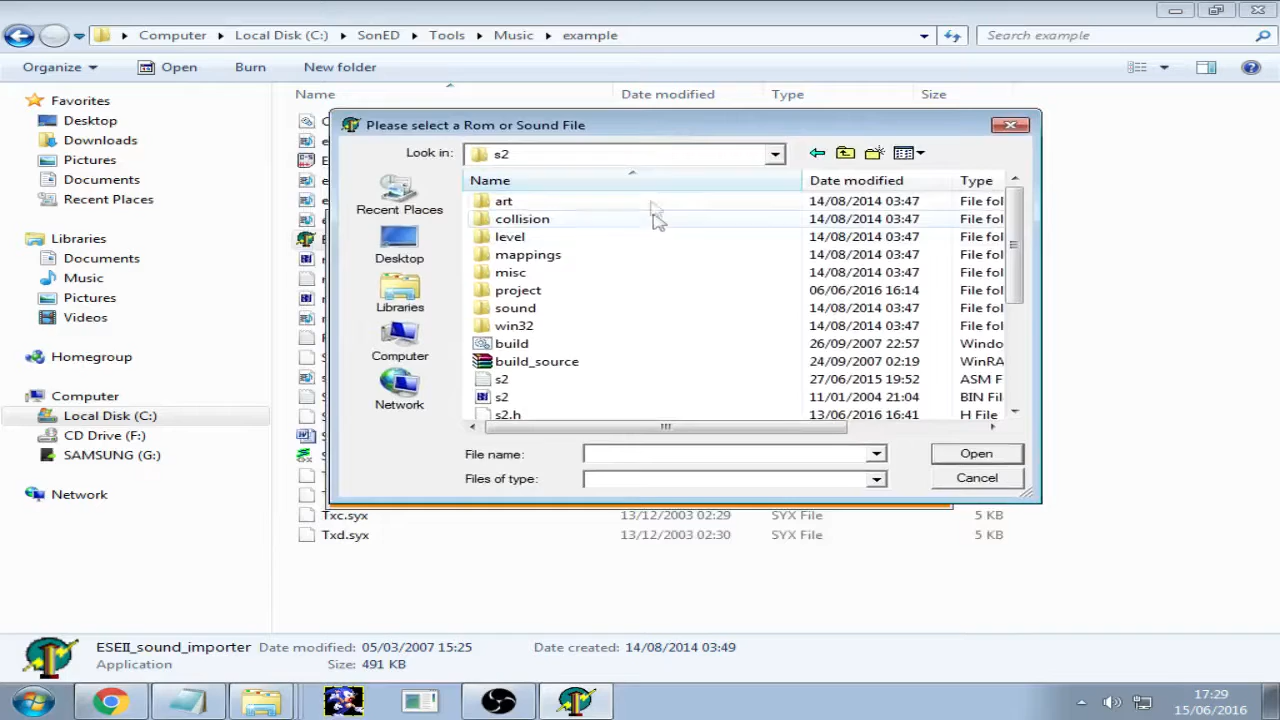 Computer Local Disk (C:) SonED Tools Music example Search example
Organize Open Burn New folder
Favorites
Desktop
Downloads
Pictures
Documents
Recent Places
Libraries
Documents
Music
Pictures
Videos
Homegroup
Computer
Local Disk (C:)
CD Drive (F:)
SAMSUNG (G:)
Network
Name Date modified Type Size
Please select a Rom or Sound File
Look in: s2
Recent Places
Desktop
Libraries
Computer
Network
Name Date modified Type
art 14/08/2014 03:47 File fol
collision 14/08/2014 03:47 File fol
level 14/08/2014 03:47 File fol
mappings 14/08/2014 03:47 File fol
misc 14/08/2014 03:47 File fol
project 06/06/2016 16:14 File fol
sound 14/08/2014 03:47 File fol
win32 14/08/2014 03:47 File fol
build 26/09/2007 22:57 Windo
build_source 24/09/2007 02:19 WinRA
s2 27/06/2015 19:52 ASM F
s2 11/01/2004 21:04 BIN Fil
s2.h 13/06/2016 16:41 H File
File name: Open
Files of type: Cancel
Txc.syx 13/12/2003 02:29 SYX File 5 KB
Txd.syx 13/12/2003 02:30 SYX File 5 KB
ESEII_sound_importer Date modified: 05/03/2007 15:25 Date created: 14/08/2014 03:49
Application Size: 491 KB
17:29
15/06/2016